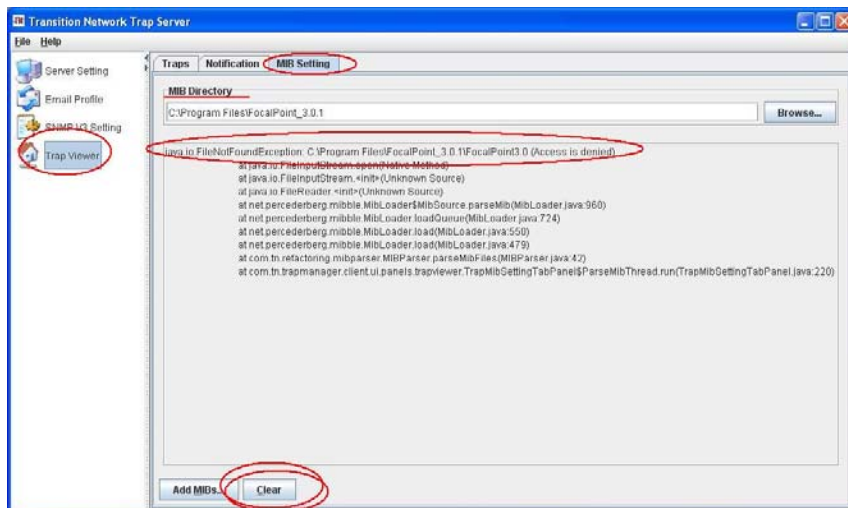 Transition Network Trap Server
File Help
Server Setting
Email Profile
SNMP V3 Setting
Trap Viewer
Traps Notification MIB Setting
MIB Directory
C:\Program Files\FocalPoint_3.0.1
Browse...
java.io.FileNotFoundException: C:\Program Files\FocalPoint_3.0.1\FocalPoint3.0 (Access is denied)
at java.io.FileInputStream.open(Native Method)
at java.io.FileInputStream.<init>(Unknown Source)
at java.io.FileReader.<init>(Unknown Source)
at net.percederberg.mibble.MibLoader$MibSource.parseMib(MibLoader.java:960)
at net.percederberg.mibble.MibLoader.loadQueue(MibLoader.java:724)
at net.percederberg.mibble.MibLoader.load(MibLoader.java:550)
at net.percederberg.mibble.MibLoader.load(MibLoader.java:479)
at com.tn.refactoring.mibparser.MIBParser.parseMibFiles(MIBParser.java:42)
at com.tn.trapmanager.client.ui.panels.trapviewer.TrapMibSettingTabPanel$ParseMibThread.run(TrapMibSettingTabPanel.java:220)
Add MIBs... Clear